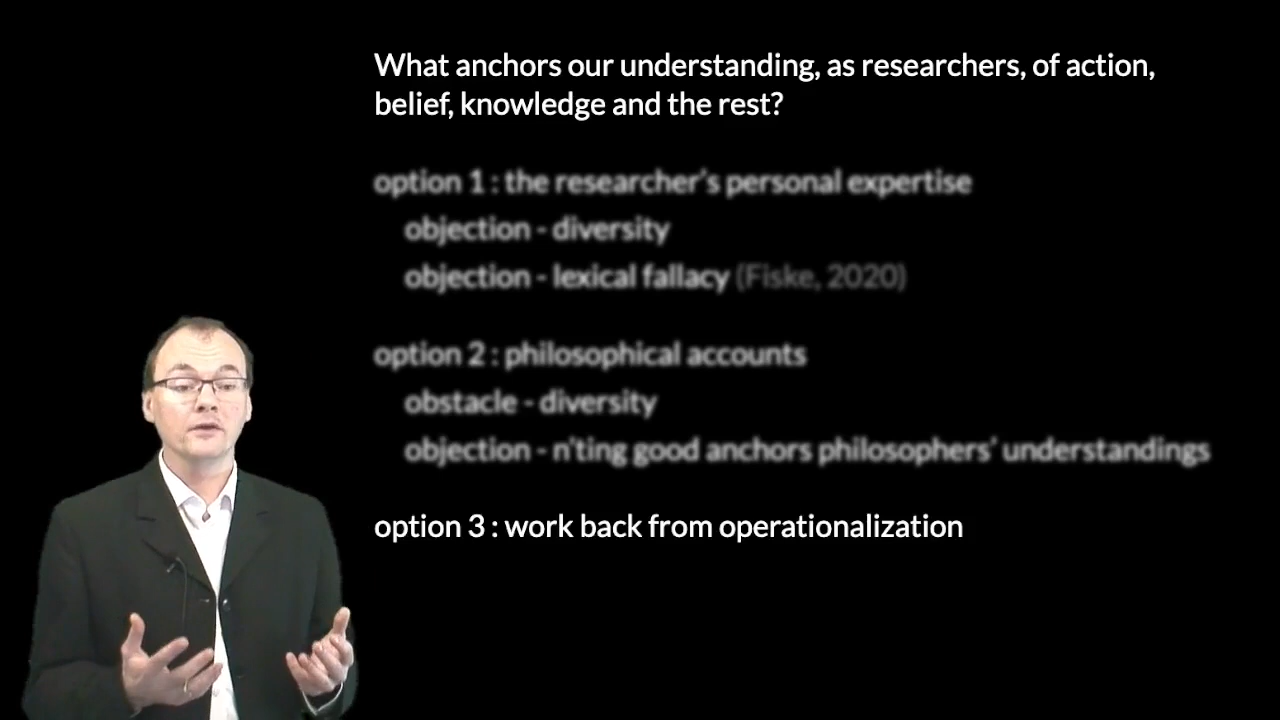 What anchors our understanding, as researchers, of action,
belief, knowledge and the rest?
option 1 : the researcher's personal expertise
objection - diversity
objection - lexical fallacy (Fiske, 2020)
option 2 : philosophical accounts
obstacle - diversity
objection - n'ting good anchors philosophers' understandings
option 3 : work back from operationalization